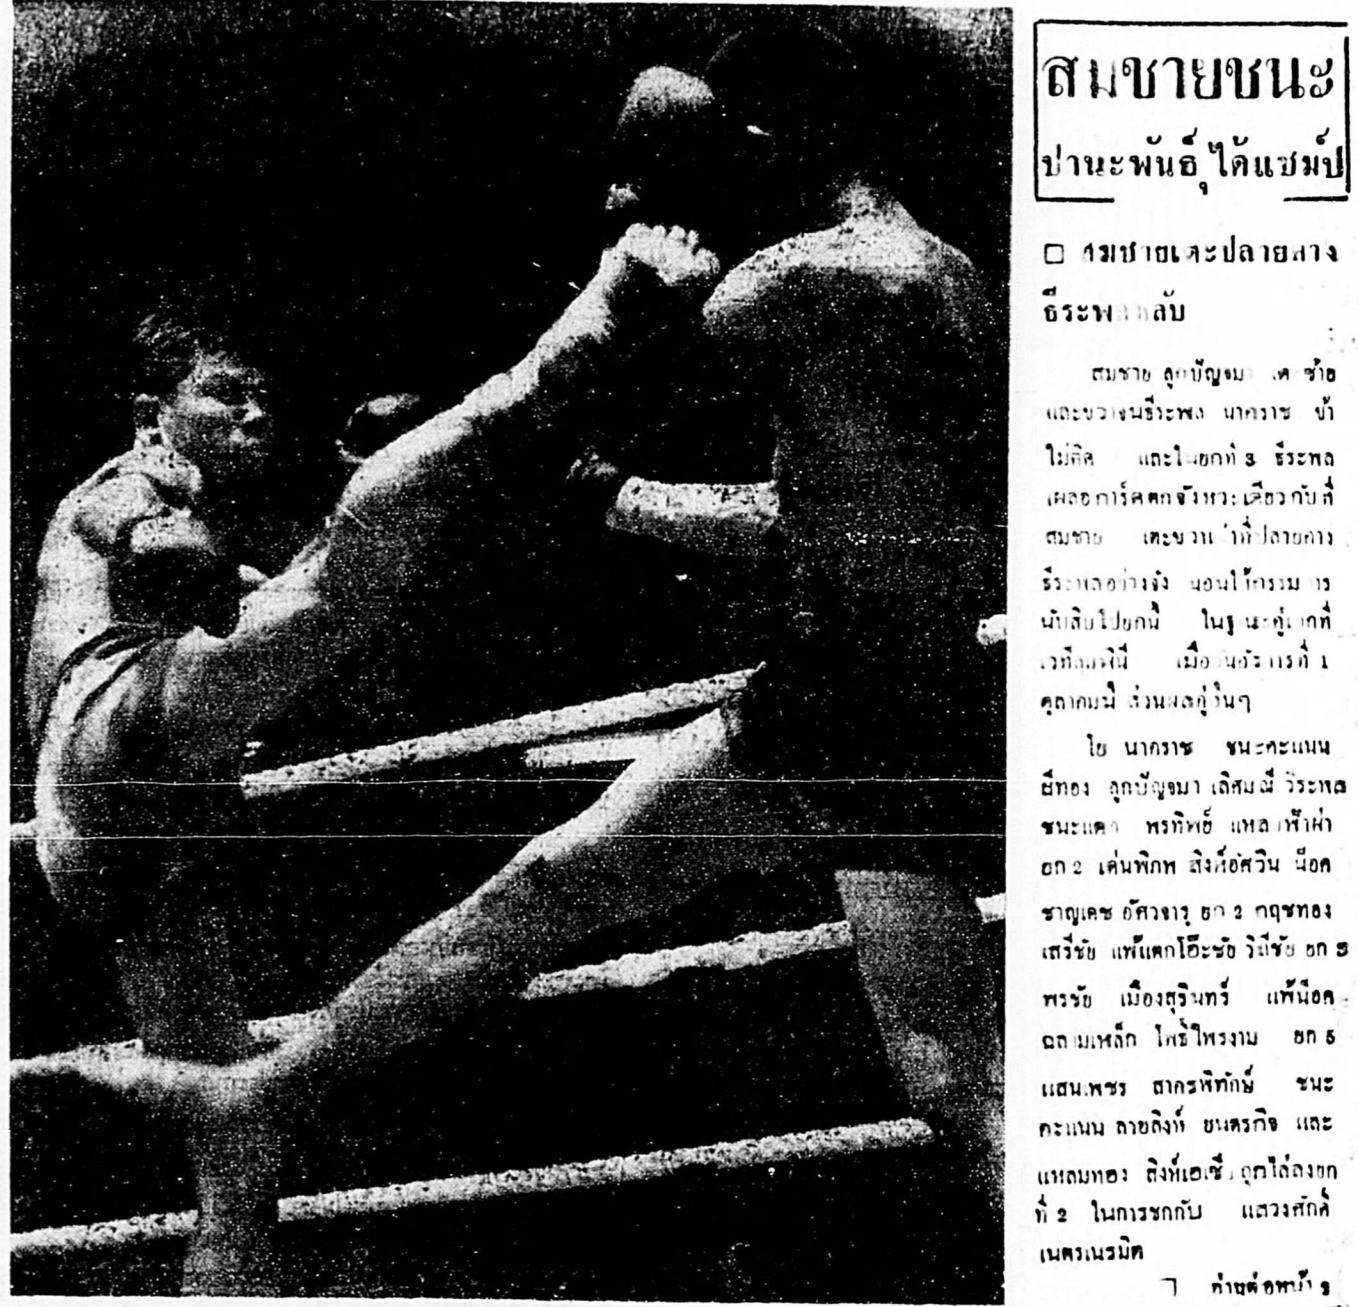 สมชายชนะ
ปานะพันธุ์ได้แชมป์
สมชายเตะปลายคาง
ธีระพล หลับ
สมชาย ลูกปัญจมา เตะซ้าย
และขวาจนธีระพล นาคราช เข้า
ไม่ติด และในยกที่ 3 ธีระพล
เผลอการ์ดตกจังหวะเดียวกับที่
สมชาย เตะขวา ที่ปลายคาง
ธีระพลอย่างจัง นอนให้กรรมการ
นับสิบไปยกนี้ ในฐานะคู่เอกที่
เวทีลุมพินี เมื่อวันอังคารที่ 1
ตุลาคมนี้ ส่วนผลคู่อื่นๆ
โย นาคราช ชนะคะแนน
สีทอง ลูกปัญจมา เลิศมณี วีระพล
ชนะแตก พรทิพย์ แหลมฟ้าผ่า
ยก 2 เด่นพิภพ สิงห์อัศวิน น็อค
ชาญเดช อัศวจารุ ยก 2 กฤชทอง
เสรีชัย แพ้แตกโอ๊ะชัย วิมีชัย ยก 3
พรชัย เมืองสุรินทร์ แพ้น็อค
ฉลามเหล็ก โพธิ์ไพรงาม ยก 5
แสนเพชร สาครพิทักษ์ ชนะ
คะแนน ลายสิงห์ ยนตรกิจ และ
แหลมทอง สิงห์เอเซีย ถูกไล่ลงยก
ที่ 2 ในการชกกับ แสวงศักดิ์
เนตรเนรมิต
อ่านต่อหน้า 9